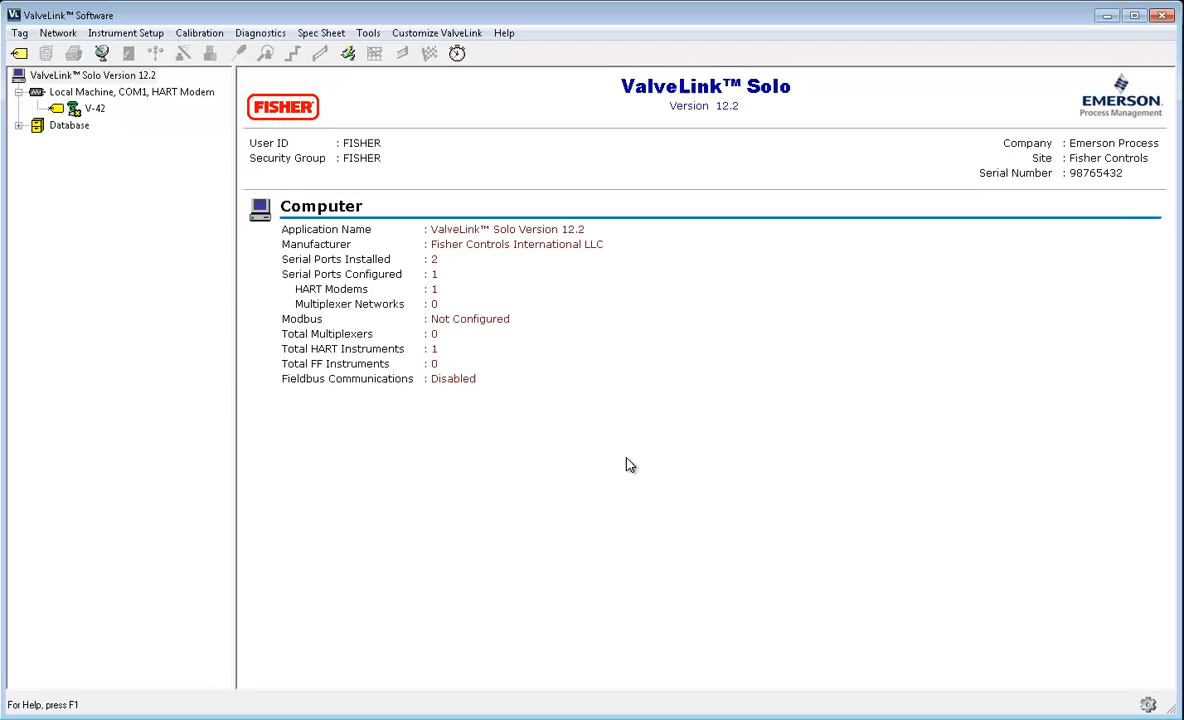 ValveLink™ Software
Tag Network Instrument Setup Calibration Diagnostics Spec Sheet Tools Customize ValveLink Help
ValveLink™ Solo Version 12.2
Local Machine, COM1, HART Modem
V-42
Database
FISHER
ValveLink™ Solo
Version 12.2
EMERSON.
Process Management
User ID : FISHER
Security Group : FISHER
Company : Emerson Process
Site : Fisher Controls
Serial Number : 98765432
Computer
Application Name : ValveLink™ Solo Version 12.2
Manufacturer : Fisher Controls International LLC
Serial Ports Installed : 2
Serial Ports Configured : 1
HART Modems : 1
Multiplexer Networks : 0
Modbus : Not Configured
Total Multiplexers : 0
Total HART Instruments : 1
Total FF Instruments : 0
Fieldbus Communications : Disabled
For Help, press F1